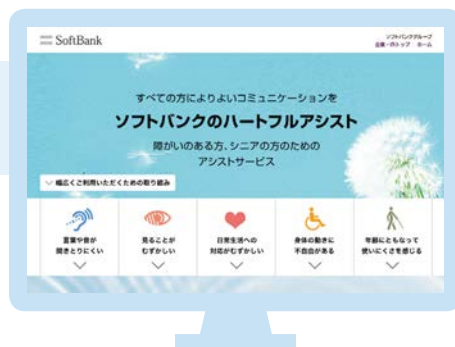 SoftBank
ソフトバンクグループ
企業・IRトップ ホーム
すべての方によりよいコミュニケーションを
ソフトバンクのハートフルアシスト
障がいのある方、シニアの方のための
アシストサービス
幅広くご利用いただくための取り組み
言葉や音が
聞きとりにくい
見ることが
むずかしい
日常生活への
対応がむずかしい
身体の動きに
不自由がある
年齢にともなって
使いにくさを感じる